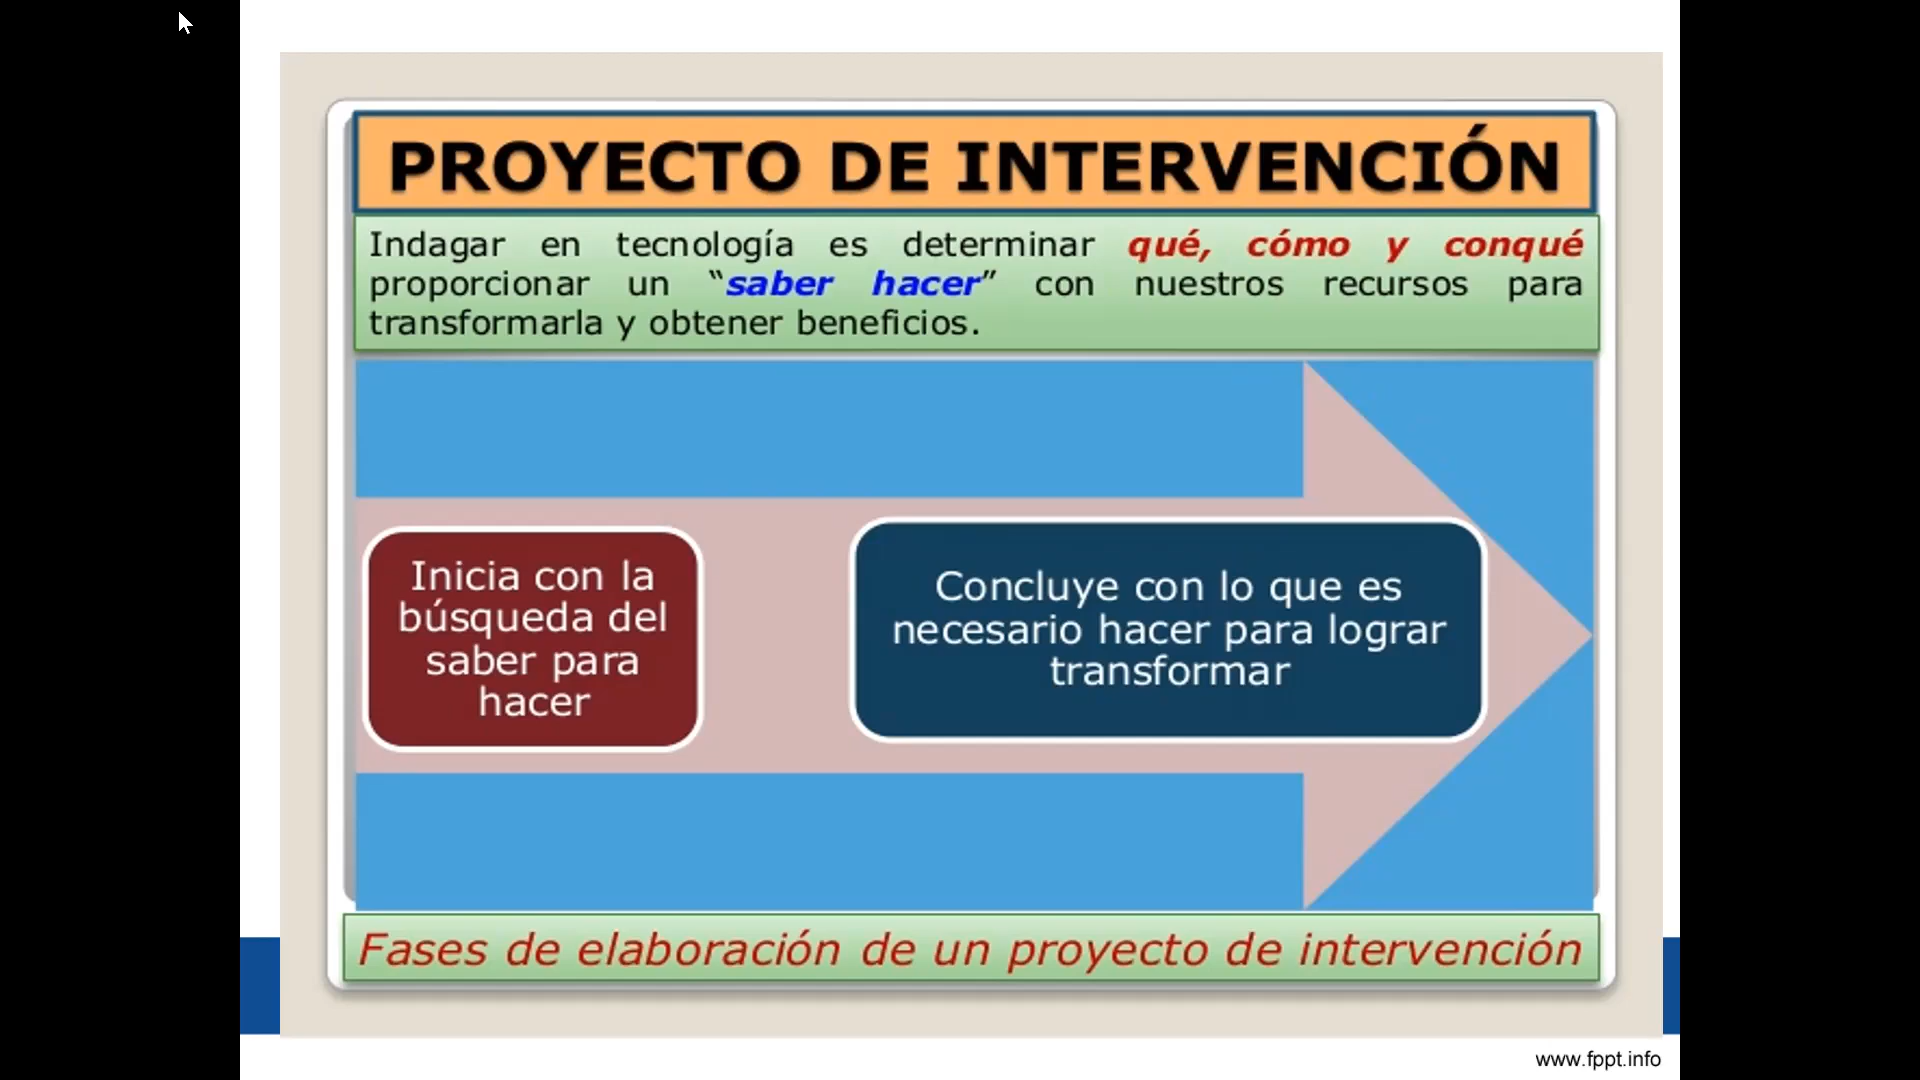 PROYECTO DE INTERVENCIÓN
Indagar en tecnología es determinar qué, cómo y conqué
proporcionar un “saber hacer” con nuestros recursos para
transformarla y obtener beneficios.
Inicia con la
búsqueda del
saber para
hacer
Concluye con lo que es
necesario hacer para lograr
transformar
Fases de elaboración de un proyecto de intervención
www.fppt.info